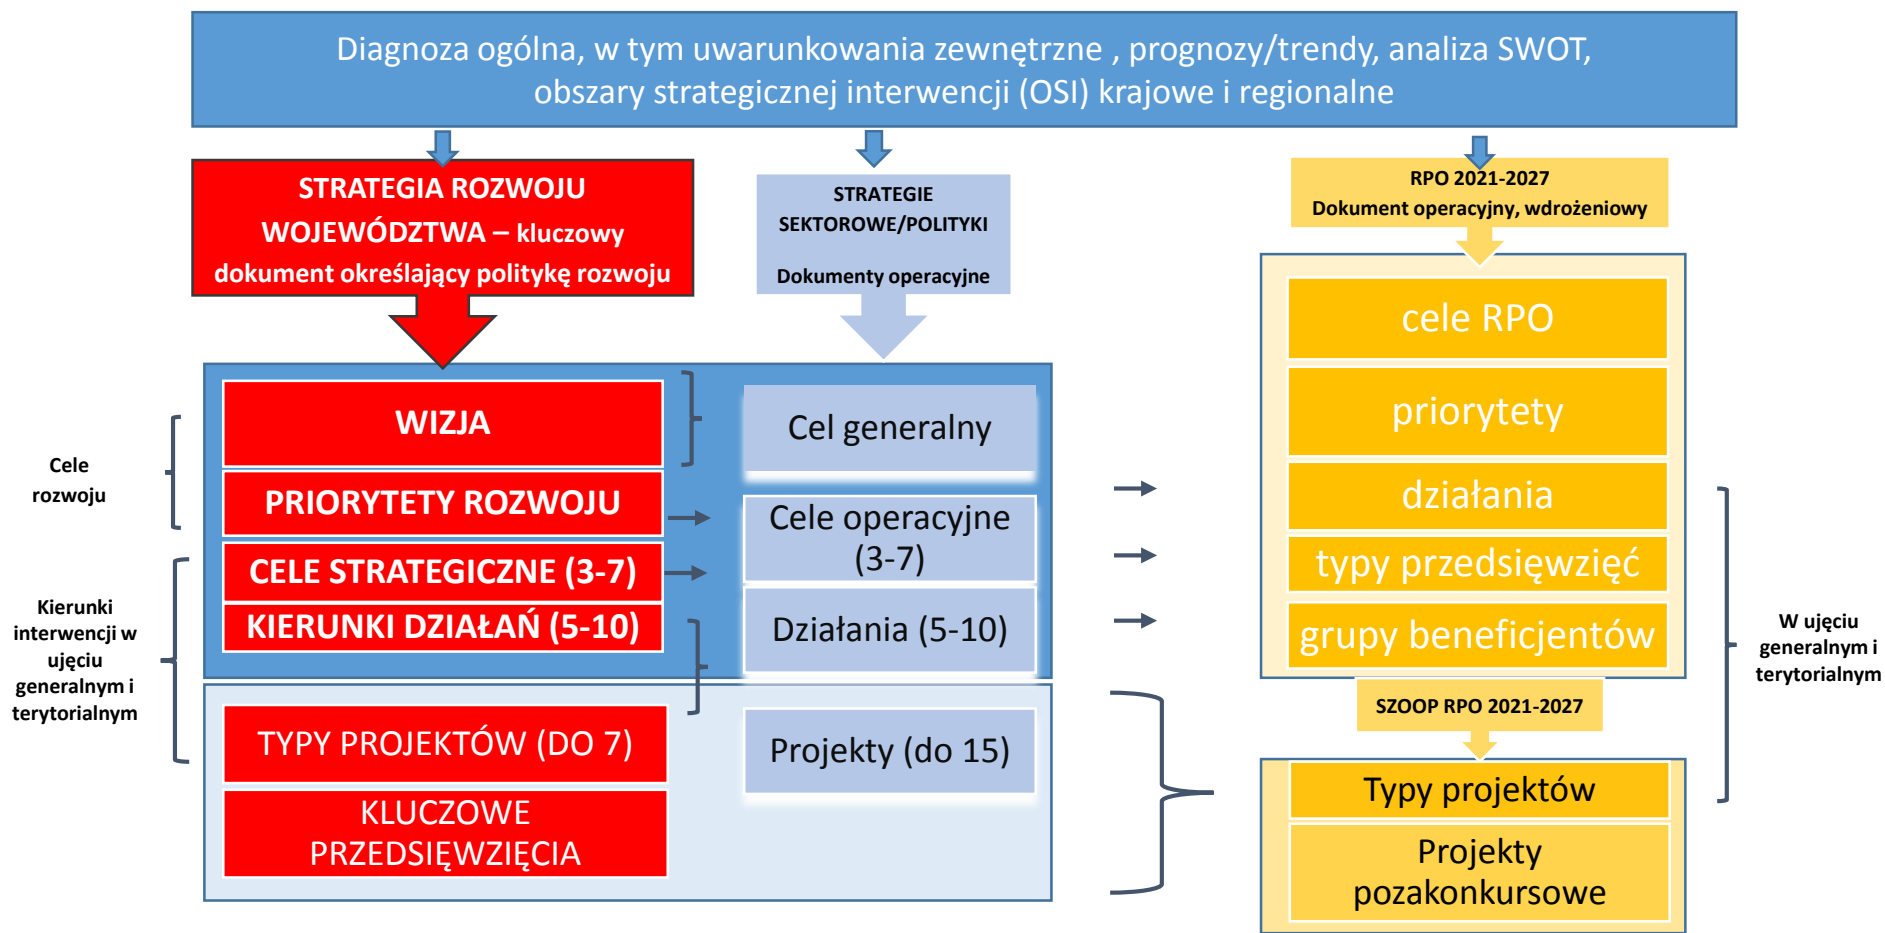 Diagnoza ogólna, w tym uwarunkowania zewnętrzne , prognozy/trendy, analiza SWOT,
obszary strategicznej interwencji (OSI) krajowe i regionalne
STRATEGIA ROZWOJU
WOJEWÓDZTWA – kluczowy
dokument określający politykę rozwoju
STRATEGIE
SEKTOROWE/POLITYKI
Dokumenty operacyjne
RPO 2021-2027
Dokument operacyjny, wdrożeniowy
Cele
rozwoju
Kierunki
interwencji w
ujęciu
generalnym i
terytorialnym
WIZJA
PRIORYTETY ROZWOJU
CELE STRATEGICZNE (3-7)
KIERUNKI DZIAŁAŃ (5-10)
TYPY PROJEKTÓW (DO 7)
KLUCZOWE
PRZEDSIĘWZIĘCIA
Cel generalny
Cele operacyjne
(3-7)
Działania (5-10)
Projekty (do 15)
cele RPO
priorytety
działania
typy przedsięwzięć
grupy beneficjentów
SZOOP RPO 2021-2027
Typy projektów
Projekty
pozakonkursowe
W ujęciu
generalnym i
terytorialnym